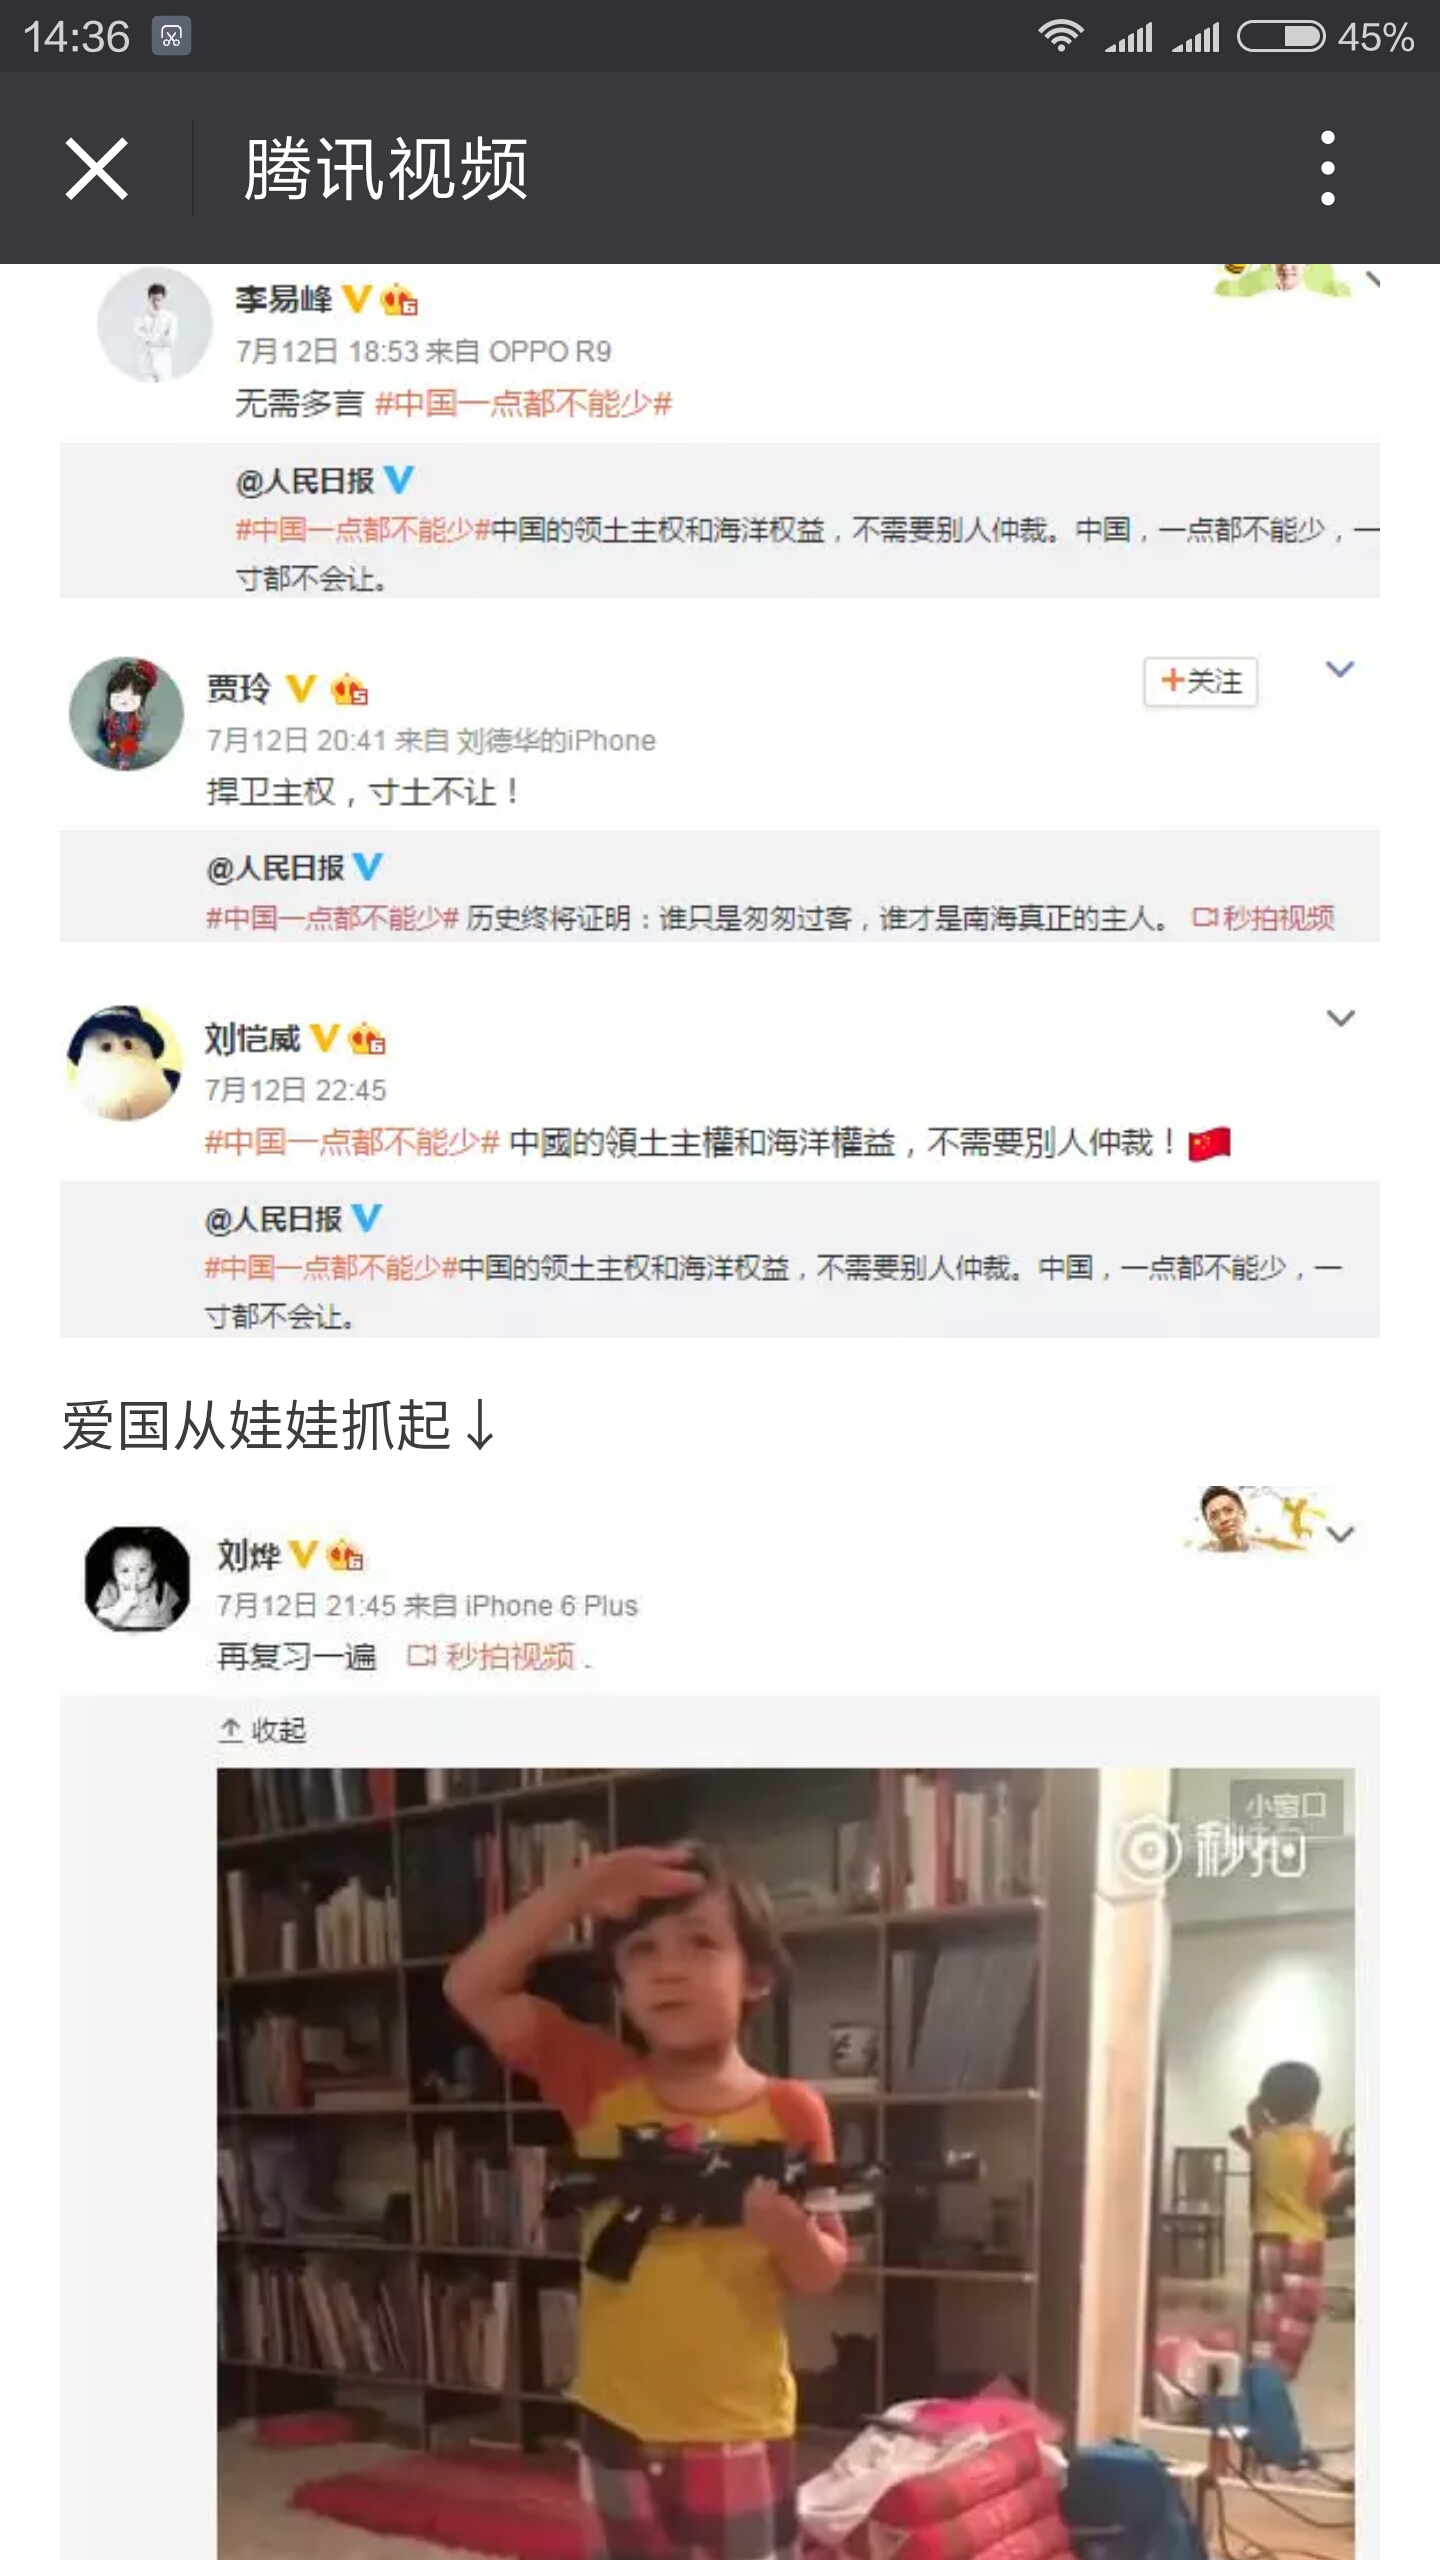 14:36
45%
腾讯视频
李易峰
7月12日 18:53 来自 OPPO R9
无需多言 #中国一点都不能少#
@人民日报
#中国一点都不能少#中国的领土主权和海洋权益，不需要别人仲裁。中国，一点都不能少，一
寸都不会让。
贾玲
+关注
7月12日 20:41 来自 刘德华的iPhone
捍卫主权，寸土不让！
@人民日报
#中国一点都不能少# 历史终将证明：谁只是匆匆过客，谁才是南海真正的主人。 秒拍视频
刘恺威
7月12日 22:45
#中国一点都不能少# 中國的領土主權和海洋權益，不需要別人仲裁！
@人民日报
#中国一点都不能少#中国的领土主权和海洋权益，不需要别人仲裁。中国，一点都不能少，一
寸都不会让。
爱国从娃娃抓起↓
刘烨
7月12日 21:45 来自 iPhone 6 Plus
再复习一遍 秒拍视频 .
收起
小窗口
秒拍